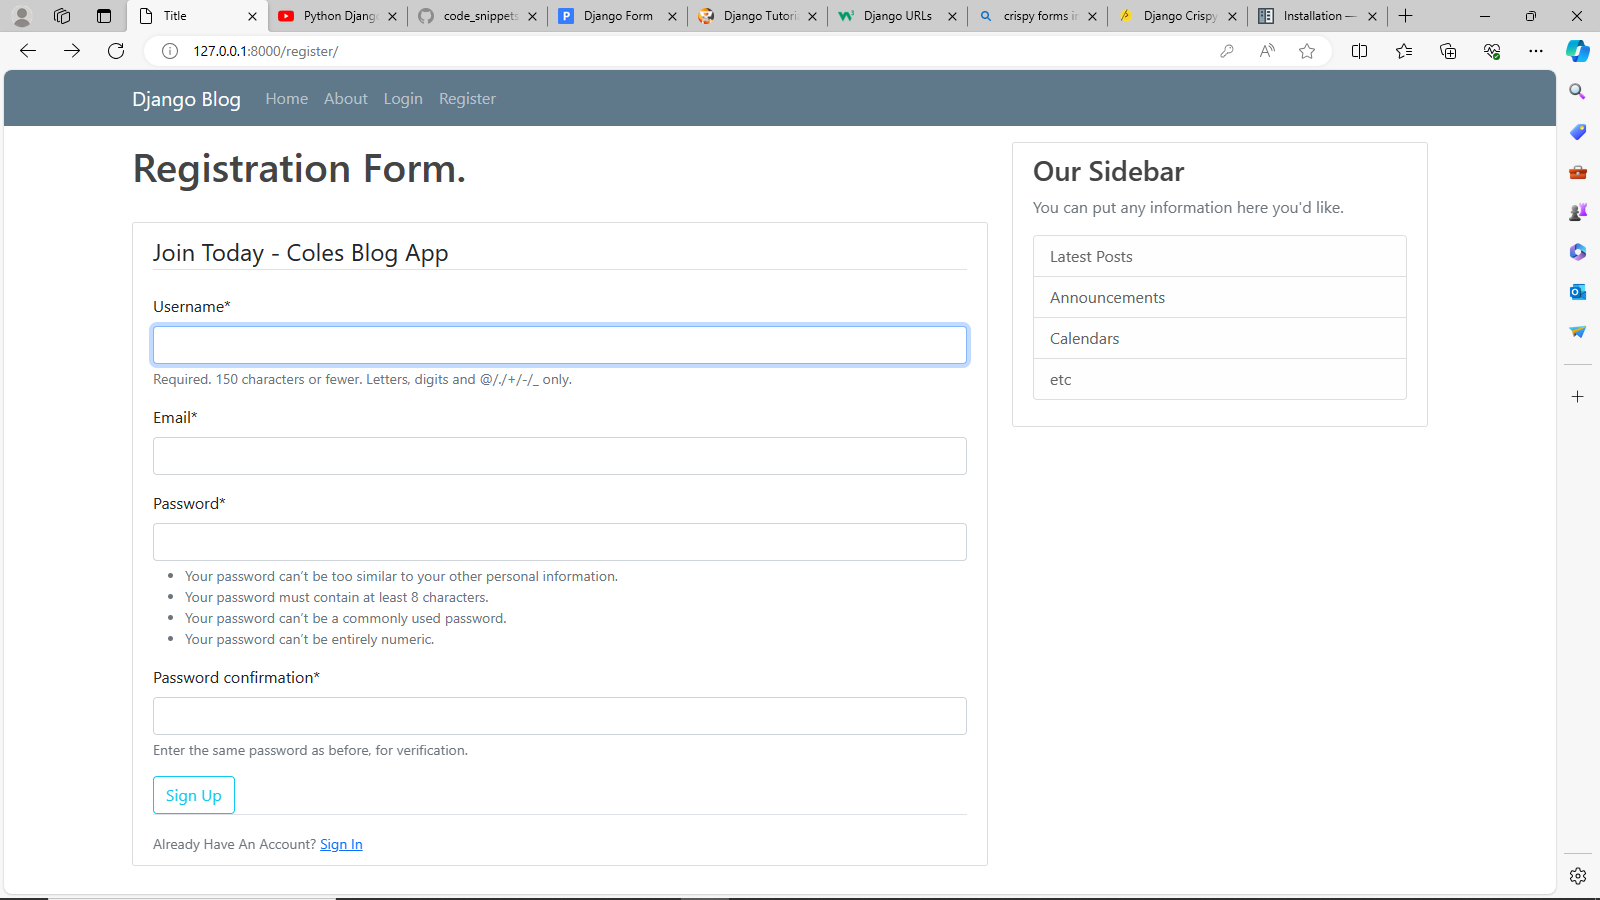 Title
Python Djang
code_snippets
Django Form
Django Tutori
Django URLs
crispy forms in
Django Crispy
Installation —
127.0.0.1:8000/register/
Django Blog
Home
About
Login
Register
Registration Form.
Join Today - Coles Blog App
Username*
Required. 150 characters or fewer. Letters, digits and @/./+/-/_ only.
Email*
Password*
Your password can’t be too similar to your other personal information.
Your password must contain at least 8 characters.
Your password can’t be a commonly used password.
Your password can’t be entirely numeric.
Password confirmation*
Enter the same password as before, for verification.
Sign Up
Already Have An Account? Sign In
Our Sidebar
You can put any information here you'd like.
Latest Posts
Announcements
Calendars
etc